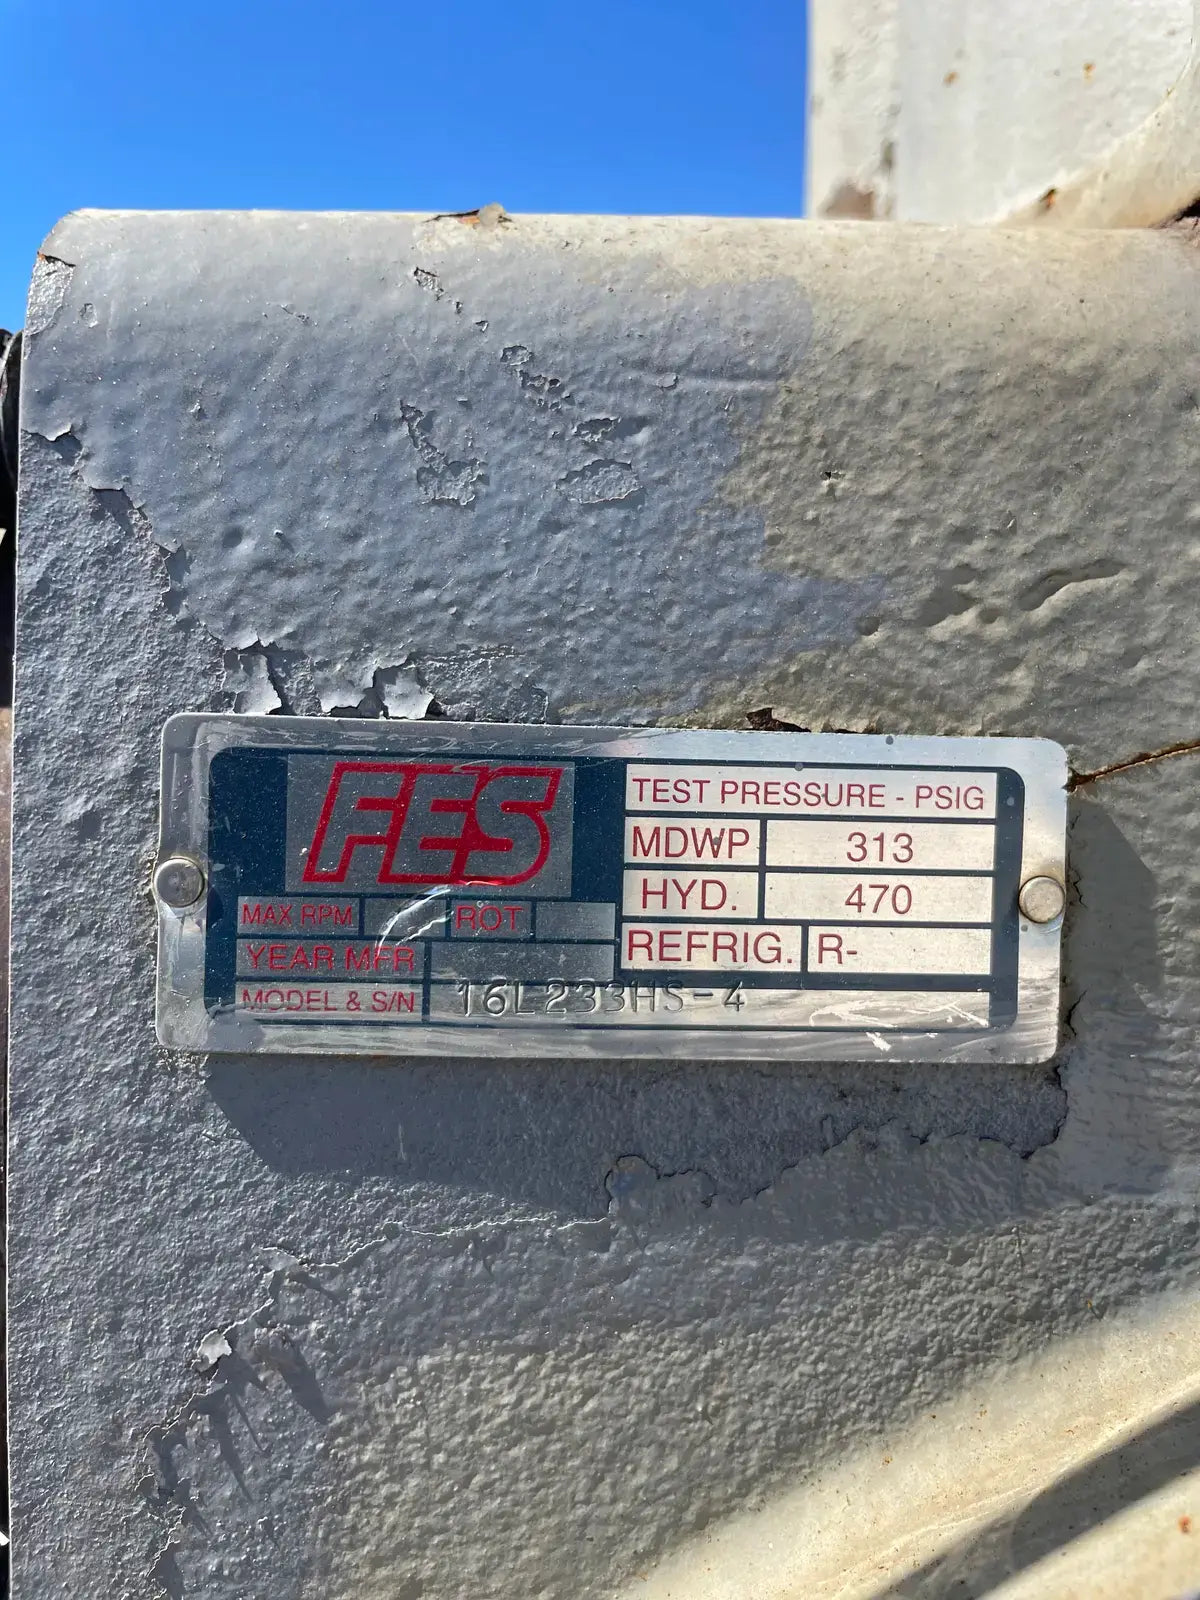 FES
TEST PRESSURE - PSIG
MDWP 313
HYD. 470
MAX RPM ROT
REFRIG. R-
YEAR MFR
MODEL & S/N 16L233HS-4